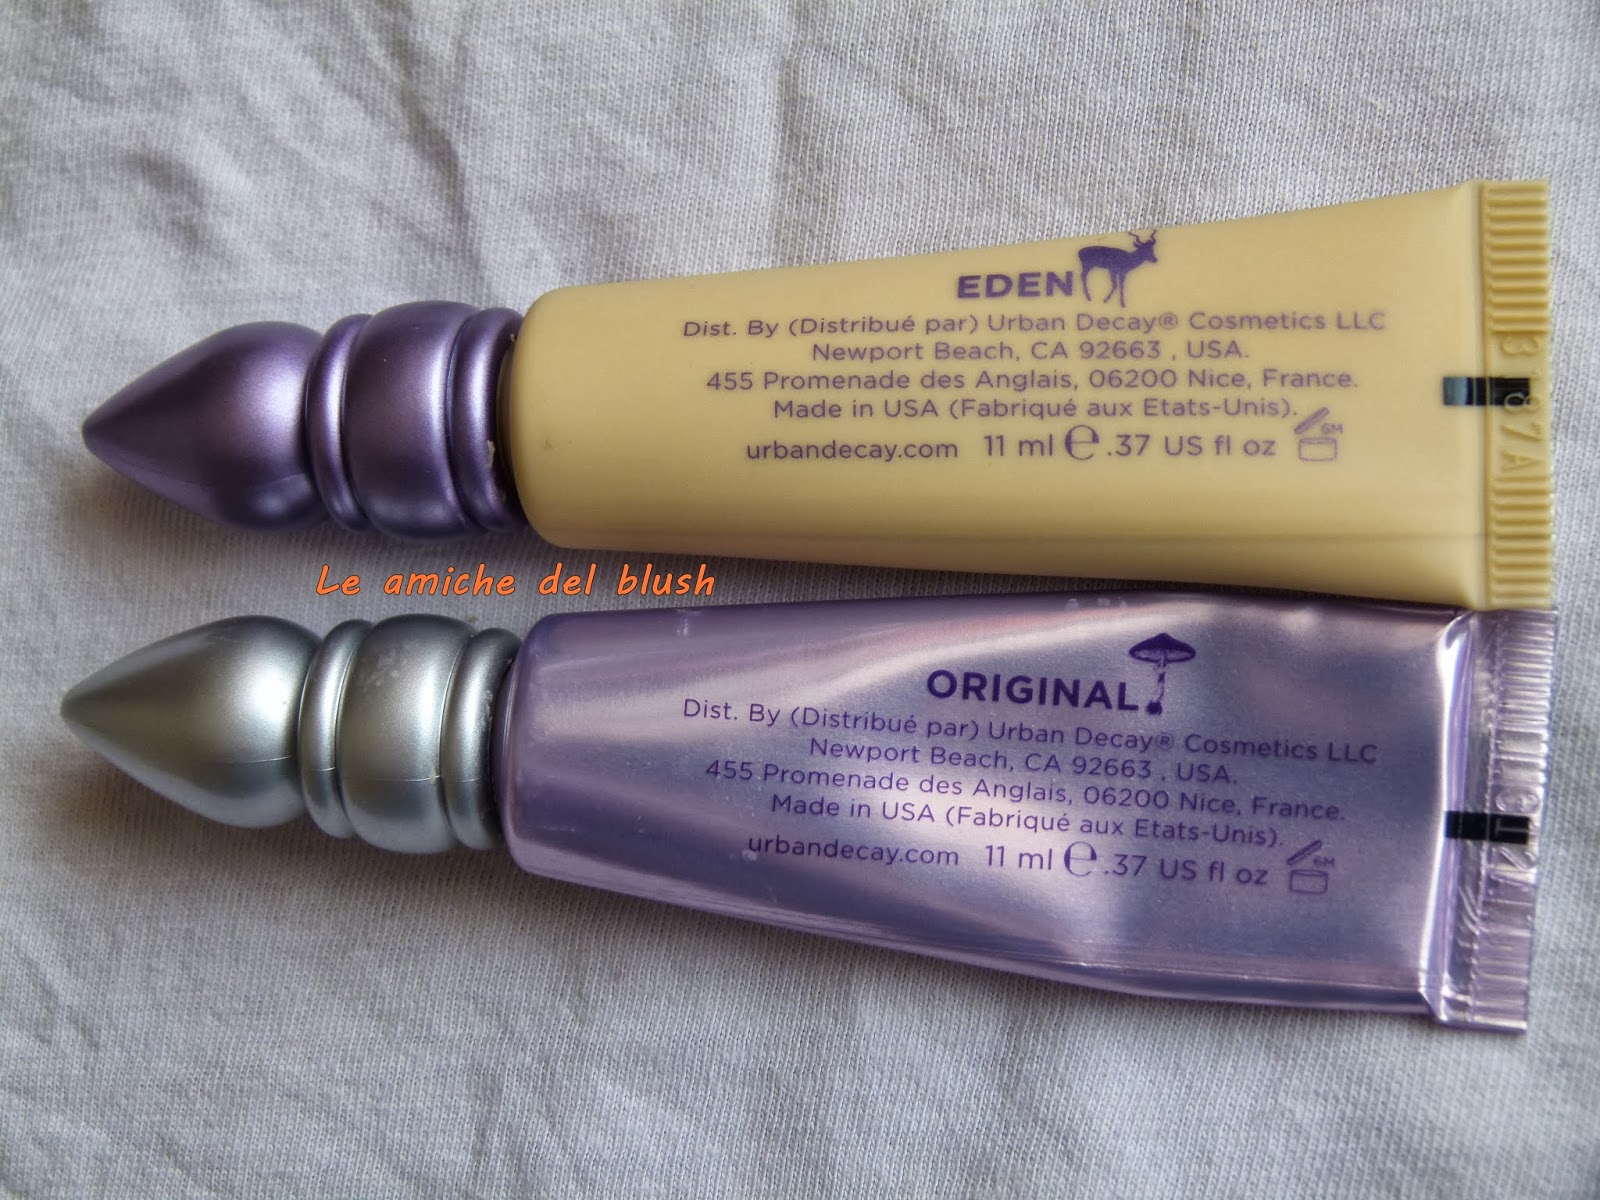 EDEN
Dist. By (Distribué par) Urban Decay® Cosmetics LLC
Newport Beach, CA 92663 , USA.
455 Promenade des Anglais, 06200 Nice, France.
Made in USA (Fabriqué aux Etats-Unis).
urbandecay.com 11 ml ℮ .37 US fl oz
6M
Le amiche del blush
ORIGINAL
Dist. By (Distribué par) Urban Decay® Cosmetics LLC
Newport Beach, CA 92663 , USA.
455 Promenade des Anglais, 06200 Nice, France.
Made in USA (Fabriqué aux Etats-Unis).
urbandecay.com 11 ml ℮ .37 US fl oz
6M